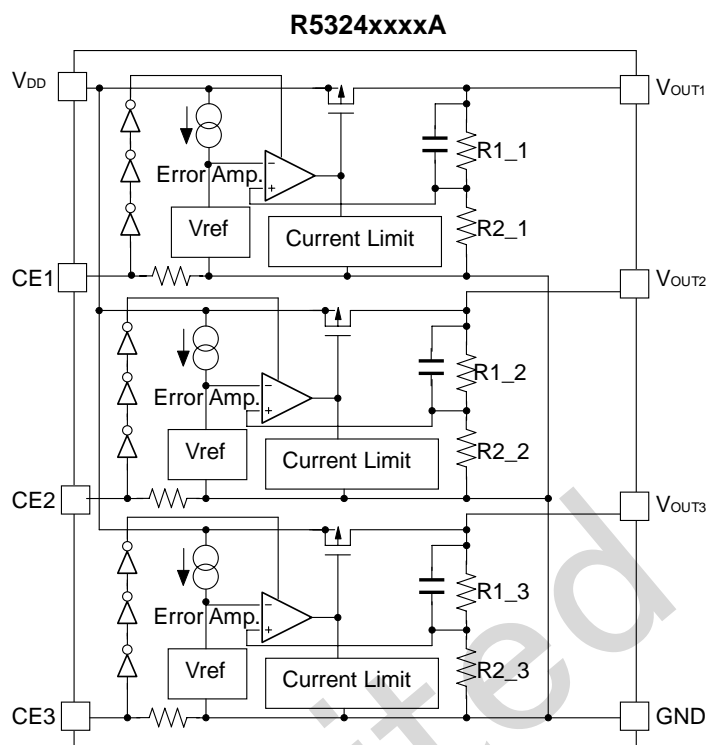 R5324xxxxA
VDD
VOUT1
Error Amp.
−
+
R1_1
Vref
Current Limit
R2_1
CE1
VOUT2
Error Amp.
−
+
R1_2
Vref
Current Limit
R2_2
CE2
VOUT3
Error Amp.
−
+
R1_3
Vref
Current Limit
R2_3
CE3
GND